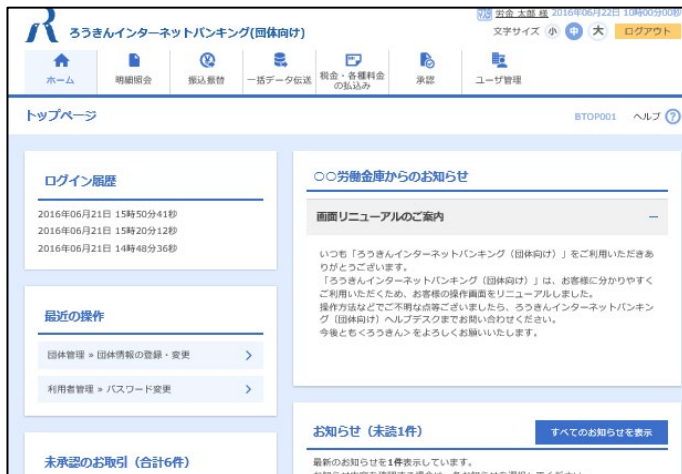 労金 太郎 様 2016年06月22日 10時00分00秒
ろうきんインターネットバンキング(団体向け)
文字サイズ 小 中 大 ログアウト
ホーム 明細照会 振込振替 一括データ伝送 税金・各種料金の払込み 承認 ユーザ管理
トップページ
BTOP001 ヘルプ ?
ログイン履歴
2016年06月21日 15時50分41秒
2016年06月21日 15時20分12秒
2016年06月21日 14時48分36秒
最近の操作
団体管理 » 団体情報の登録・変更
利用者管理 » パスワード変更
未承認のお取引(合計6件)
○○労働金庫からのお知らせ
画面リニューアルのご案内
いつも「ろうきんインターネットバンキング(団体向け)」をご利用いただきあ
りがとうございます。
「ろうきんインターネットバンキング(団体向け)」は、お客様に分かりやすく
ご利用いただくため、お客様の操作画面をリニューアルしました。
操作方法などでご不明な点等ございましたら、ろうきんインターネットバンキン
グ(団体向け)ヘルプデスクまでお問い合わせください。
今後とも<ろうきん>をよろしくお願いいたします。
お知らせ(未読1件)
すべてのお知らせを表示
最新のお知らせを1件表示しています。